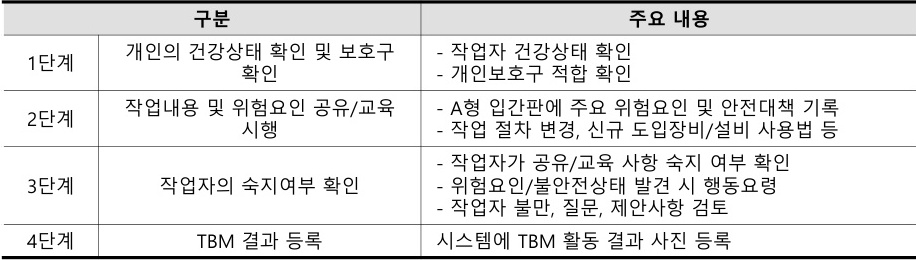 구분 주요 내용
1단계 개인의 건강상태 확인 및 보호구 확인 - 작업자 건강상태 확인
- 개인보호구 적합 확인
2단계 작업내용 및 위험요인 공유/교육 시행 - A형 입간판에 주요 위험요인 및 안전대책 기록
- 작업 절차 변경, 신규 도입장비/설비 사용법 등
3단계 작업자의 숙지여부 확인 - 작업자가 공유/교육 사항 숙지 여부 확인
- 위험요인/불안전상태 발견 시 행동요령
- 작업자 불만, 질문, 제안사항 검토
4단계 TBM 결과 등록 시스템에 TBM 활동 결과 사진 등록